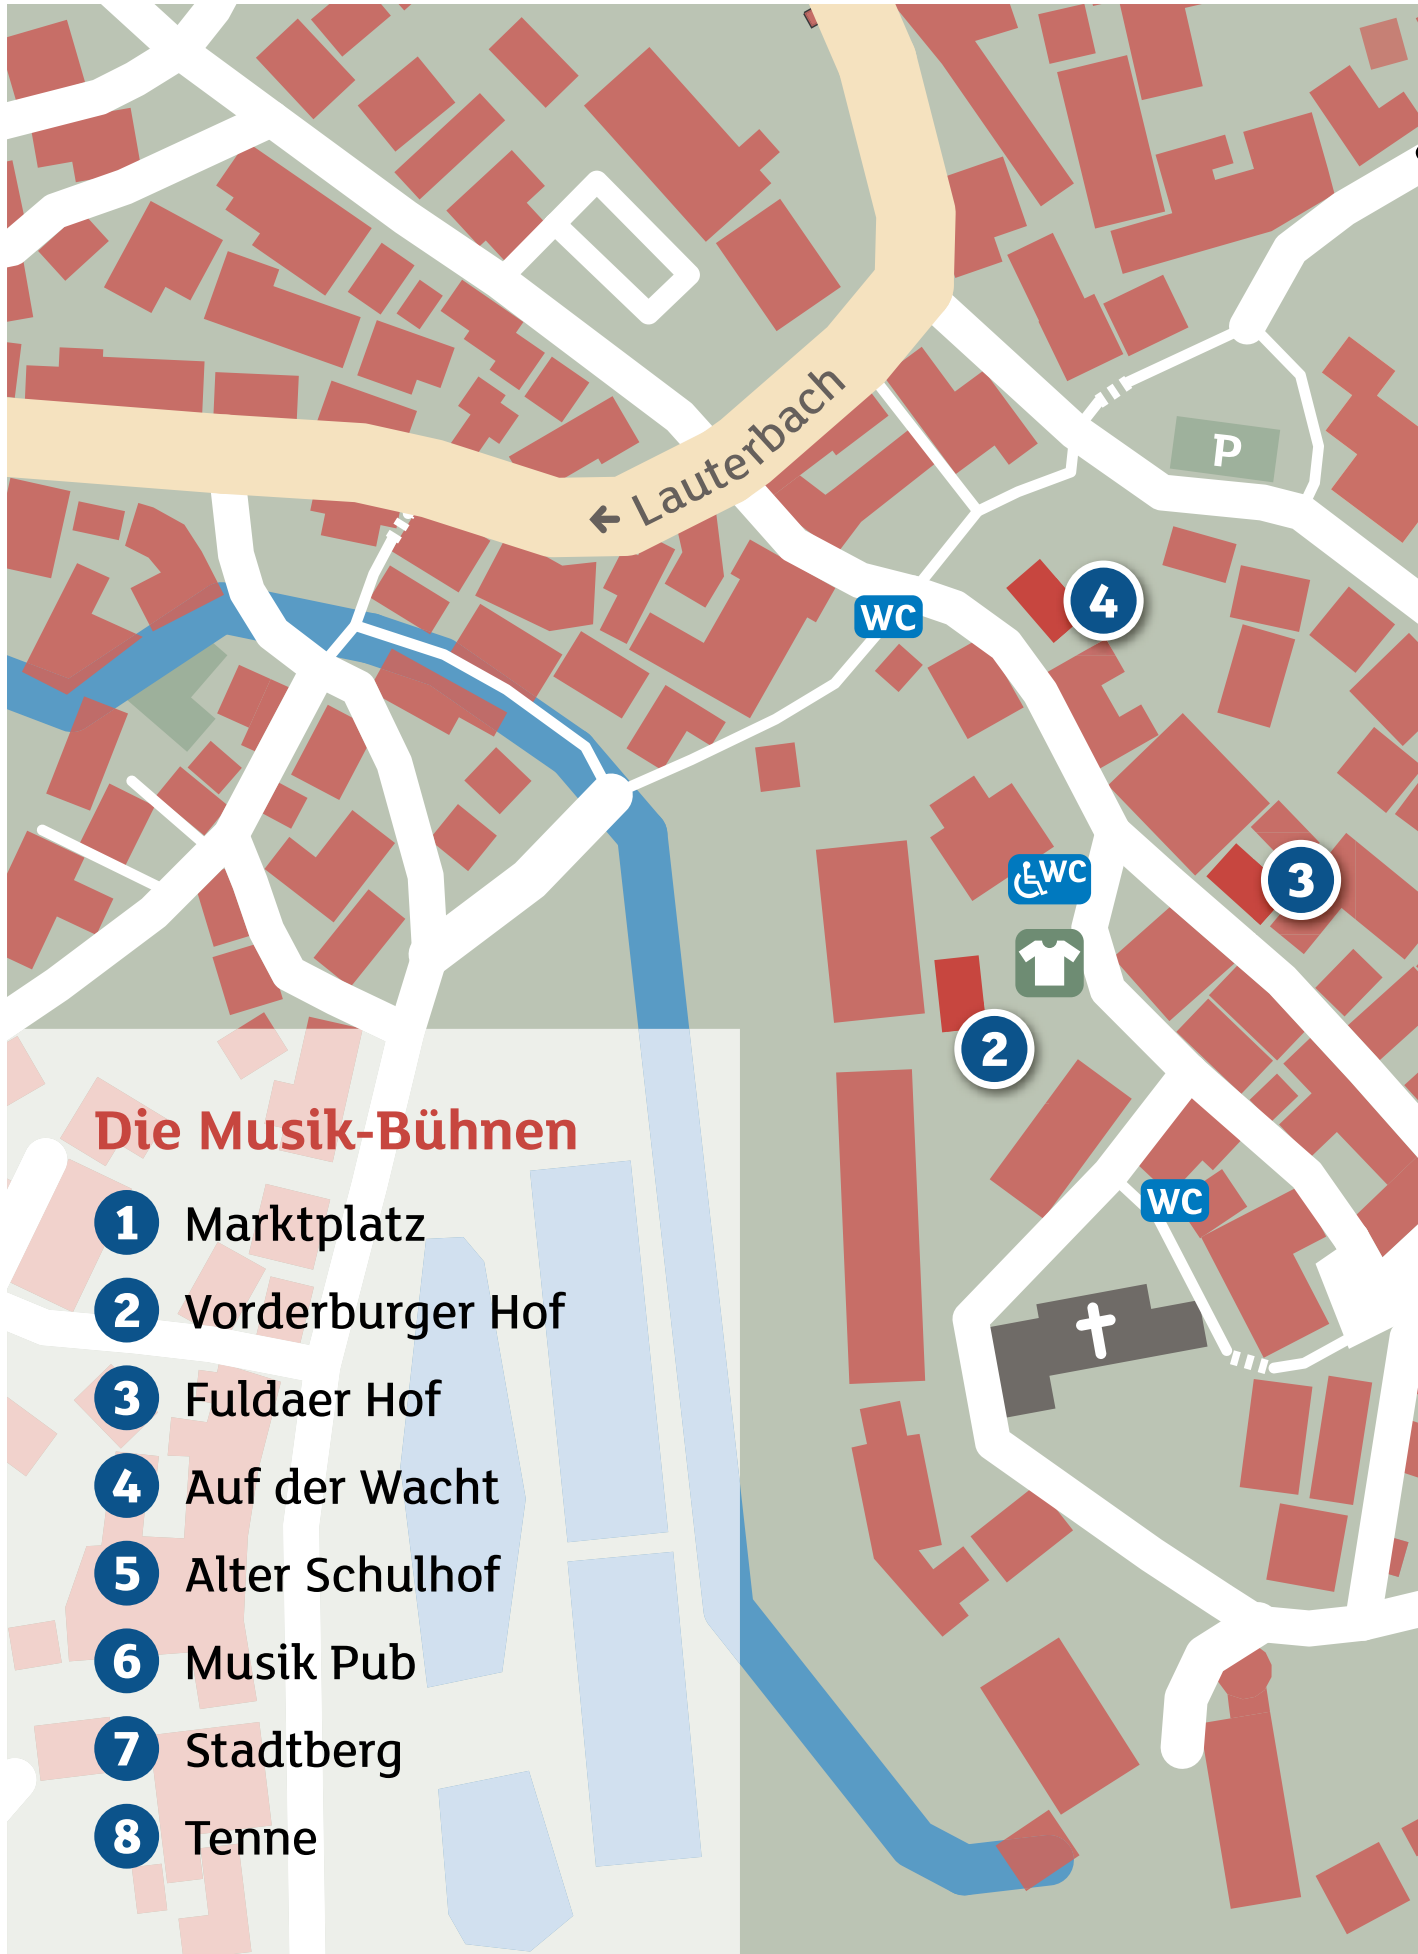 Lauterbach
P
WC
4
WC
3
2
WC
Die Musik-Bühnen
1 Marktplatz
2 Vorderburger Hof
3 Fuldaer Hof
4 Auf der Wacht
5 Alter Schulhof
6 Musik Pub
7 Stadtberg
8 Tenne